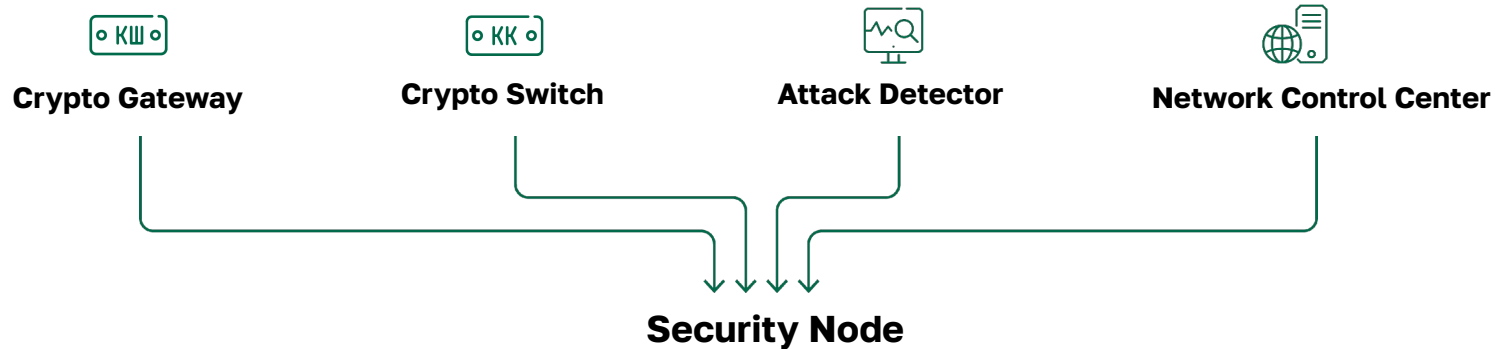 КШ
КК
Crypto Gateway
Crypto Switch
Attack Detector
Network Control Center
Security Node